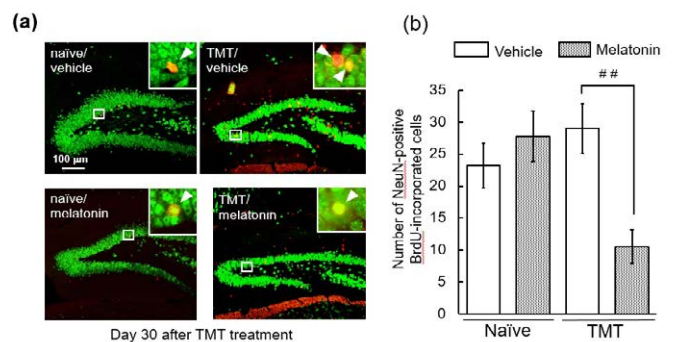 (a)
naïve/
vehicle
100 μm
TMT/
vehicle
naïve/
melatonin
TMT/
melatonin
Day 30 after TMT treatment
(b)
Vehicle
Melatonin
##
Number of NeuN-positive
BrdU-incorporated cells
35
30
25
20
15
10
5
0
Naïve
TMT